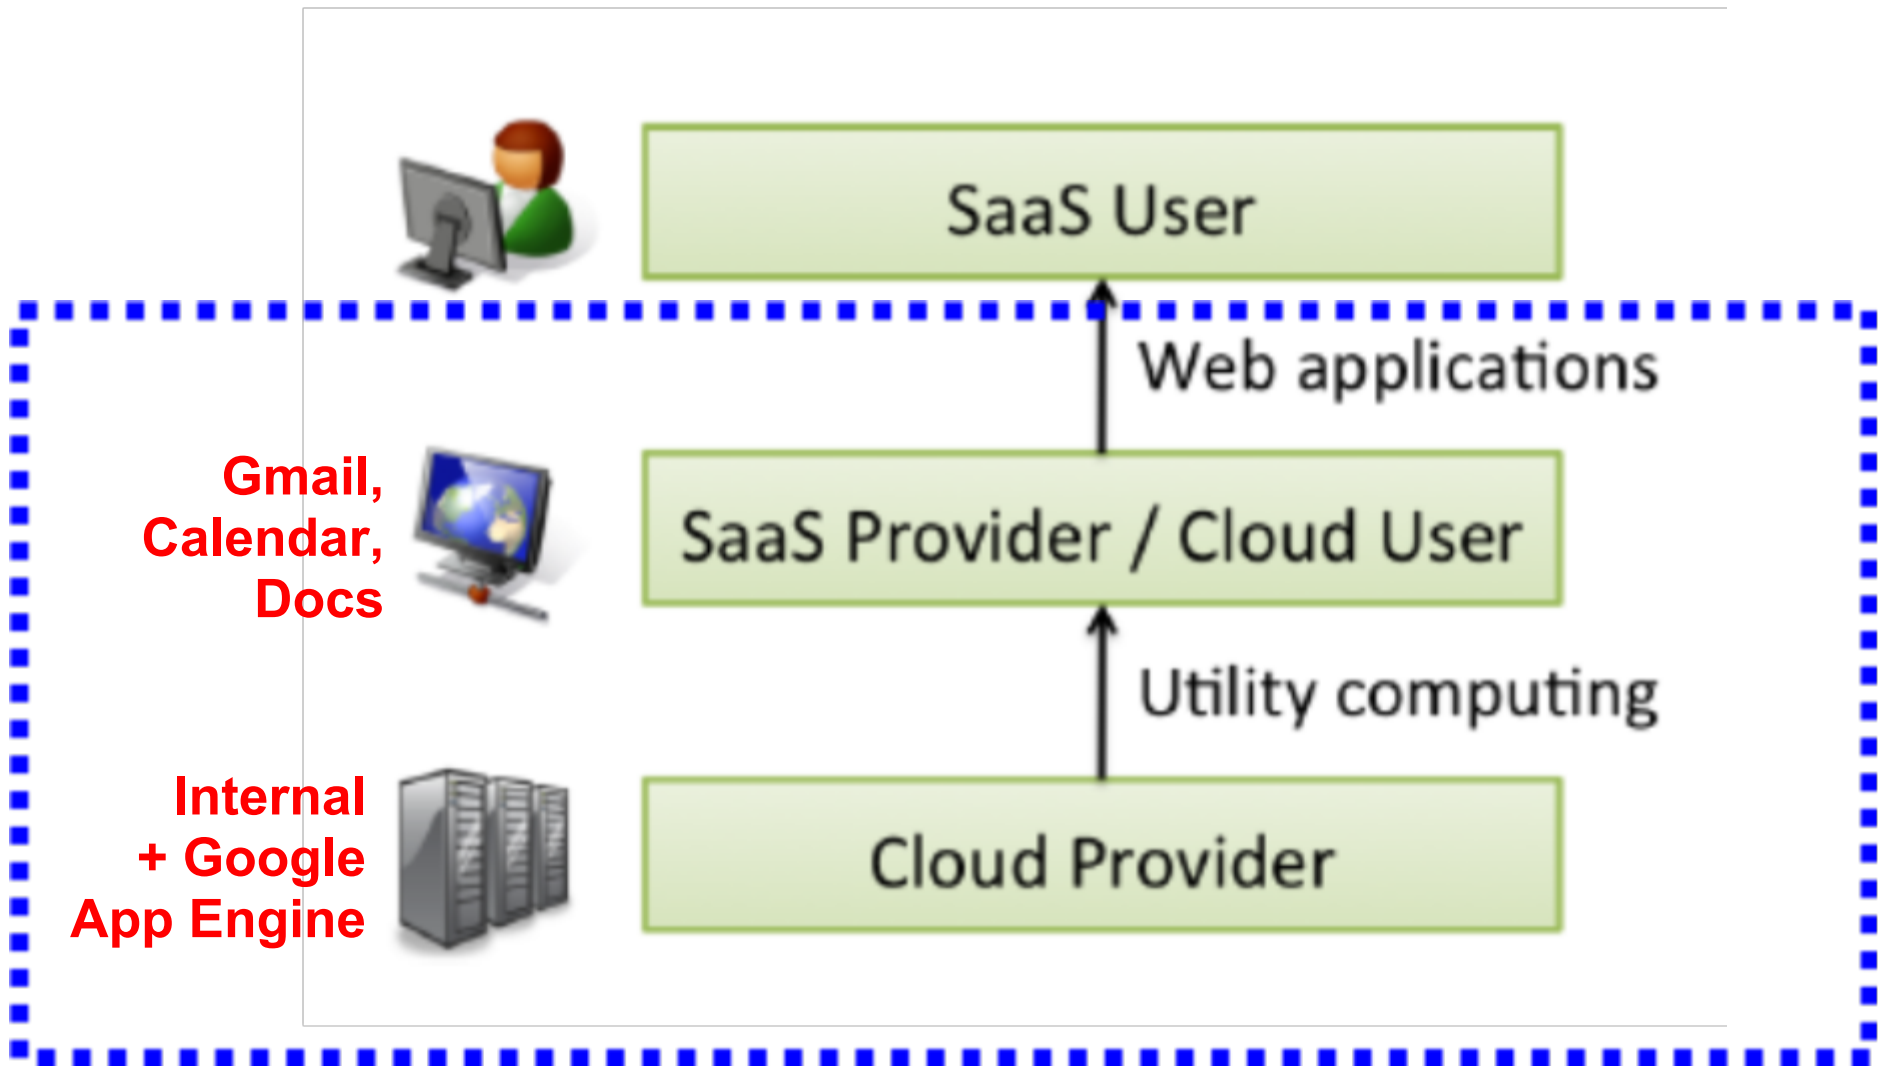 SaaS User
Web applications
Gmail,
Calendar,
Docs
SaaS Provider / Cloud User
Utility computing
Internal
+ Google
App Engine
Cloud Provider